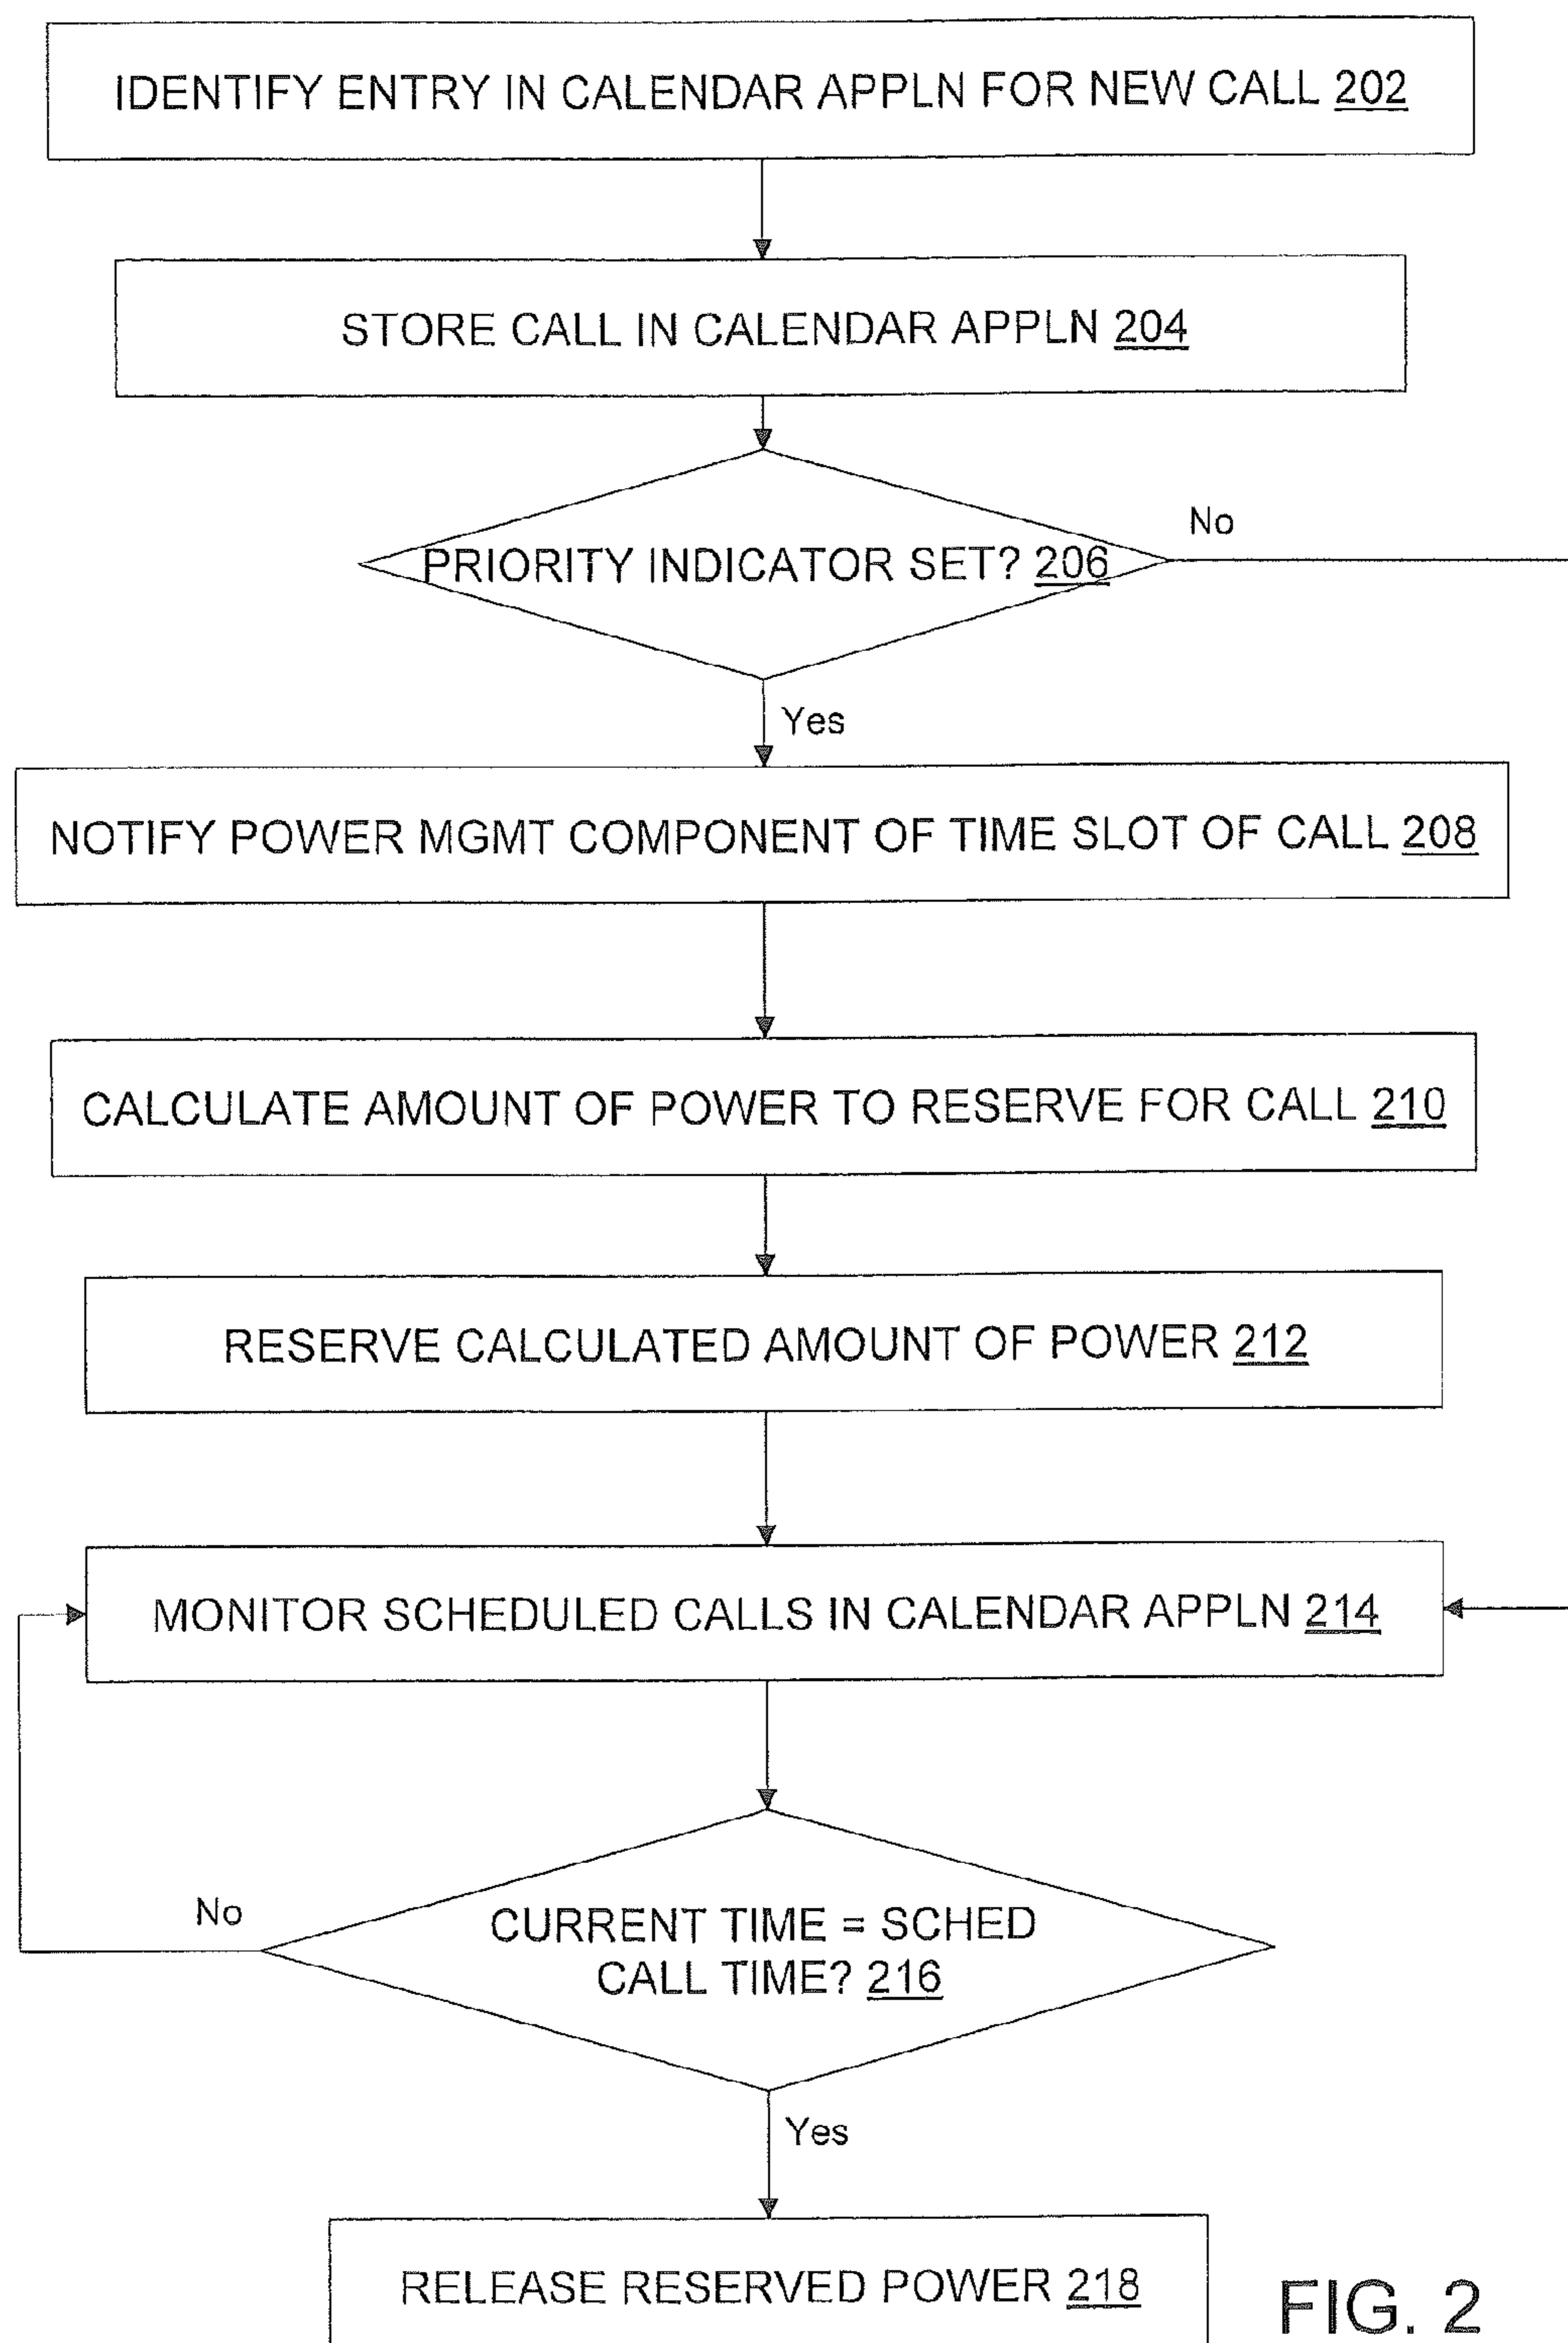 IDENTIFY ENTRY IN CALENDAR APPLN FOR NEW CALL 202
STORE CALL IN CALENDAR APPLN 204
PRIORITY INDICATOR SET? 206
No
Yes
NOTIFY POWER MGMT COMPONENT OF TIME SLOT OF CALL 208
CALCULATE AMOUNT OF POWER TO RESERVE FOR CALL 210
RESERVE CALCULATED AMOUNT OF POWER 212
MONITOR SCHEDULED CALLS IN CALENDAR APPLN 214
No
CURRENT TIME = SCHED
CALL TIME? 216
Yes
RELEASE RESERVED POWER 218
FIG. 2